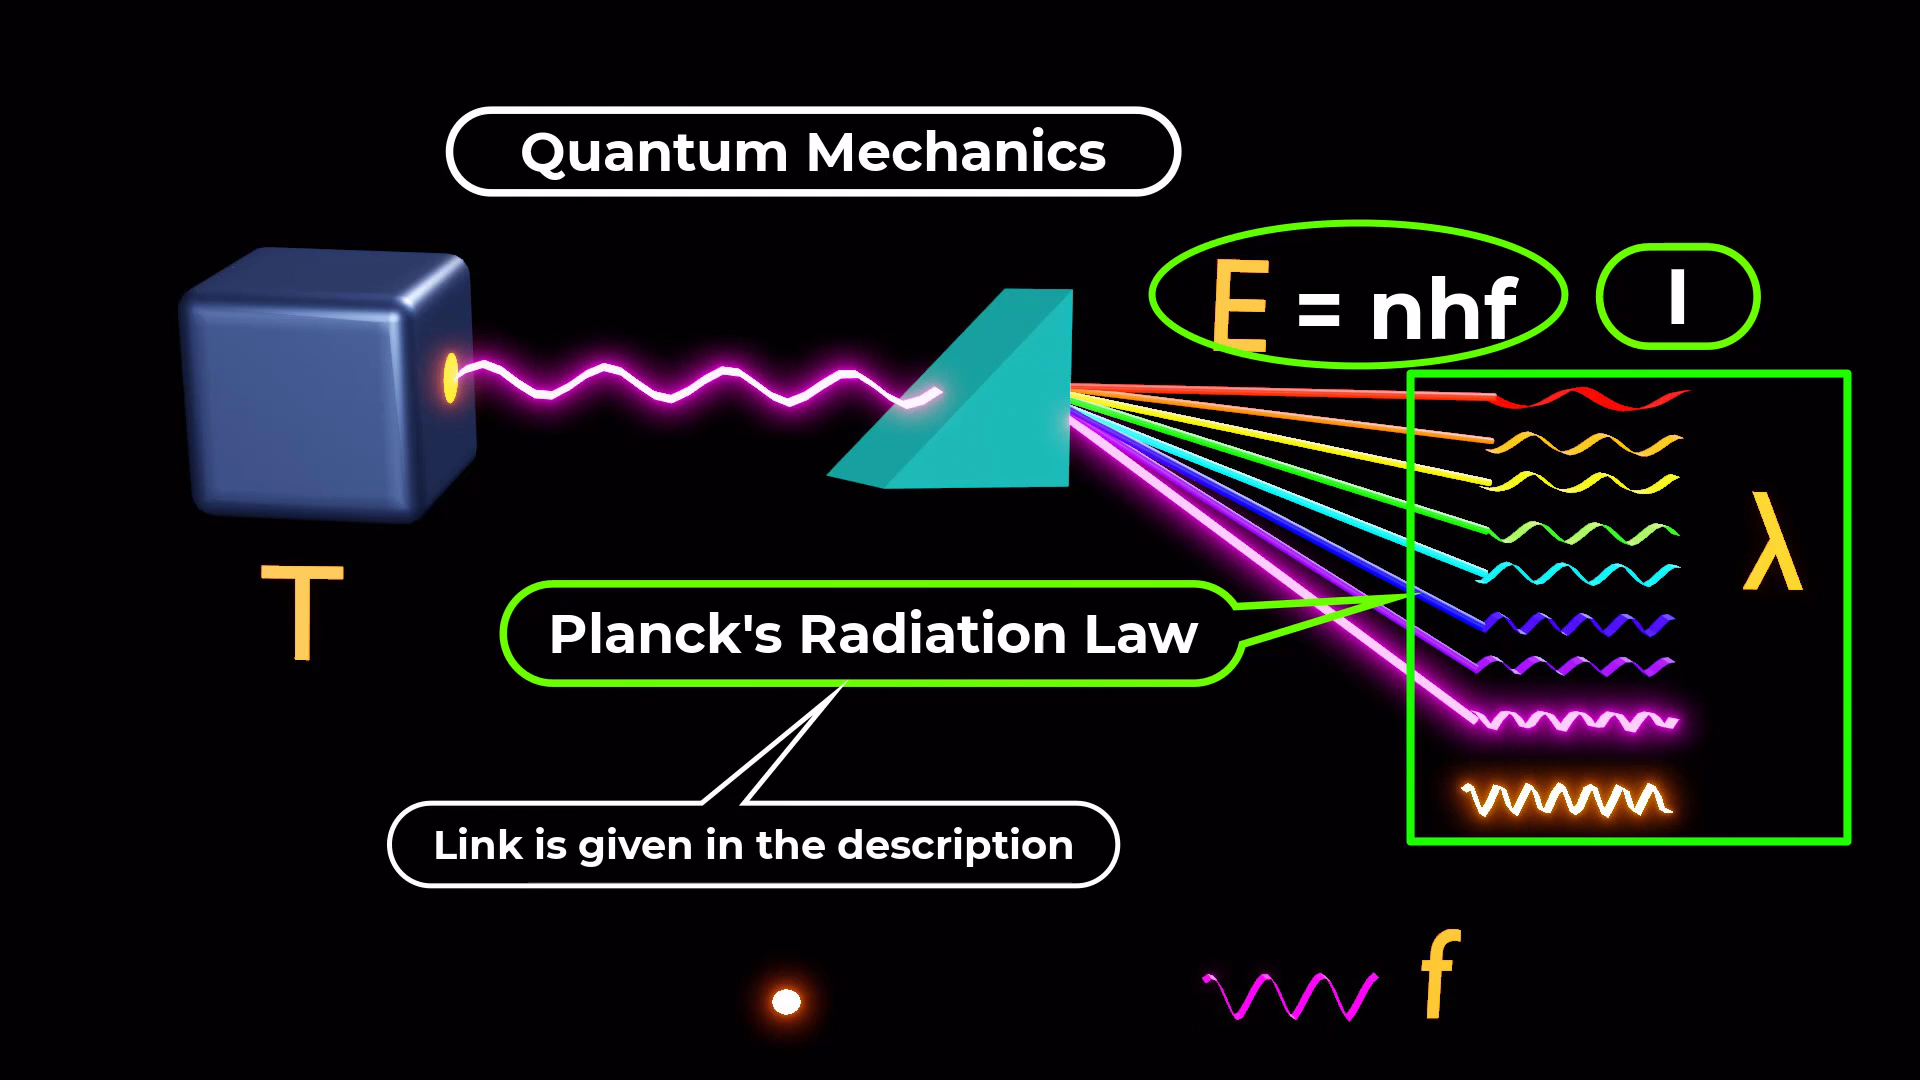 Quantum Mechanics
E = nhf
I
λ
T
Planck's Radiation Law
Link is given in the description
f